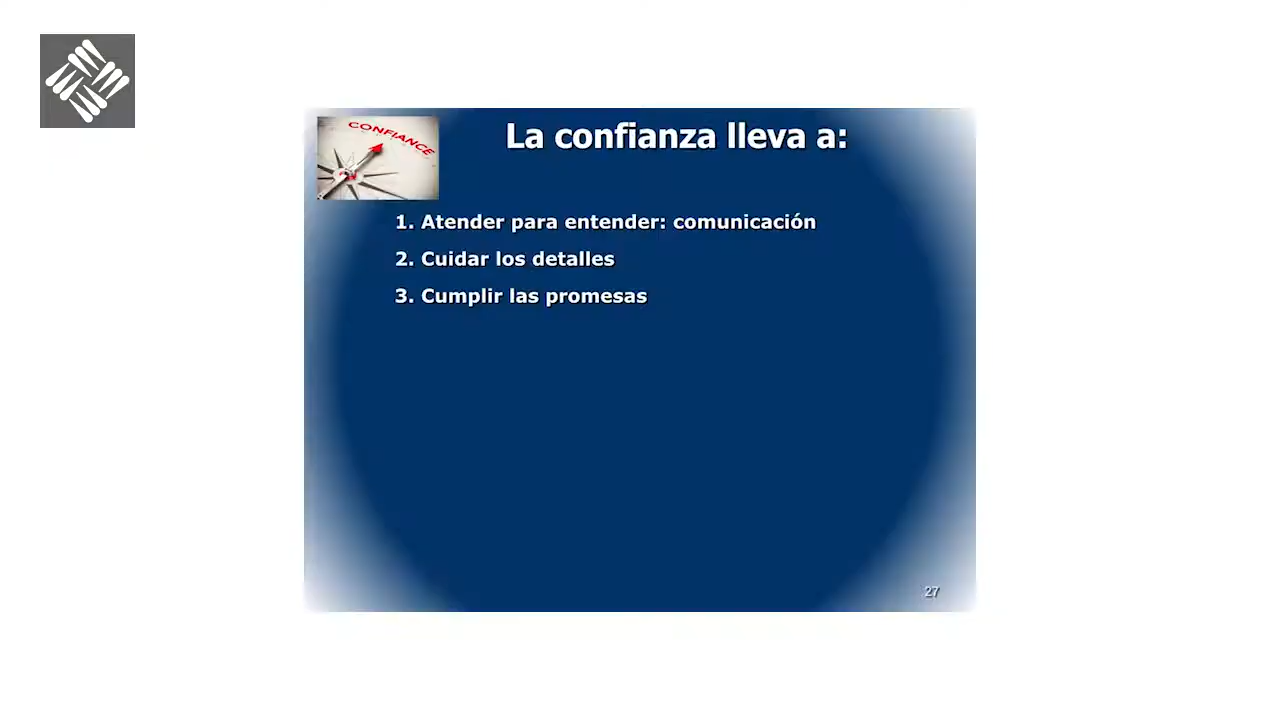 CONFIANCE
La confianza lleva a:
1. Atender para entender: comunicación
2. Cuidar los detalles
3. Cumplir las promesas
27